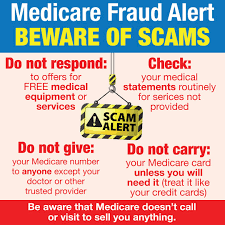 Medicare Fraud Alert
BEWARE OF SCAMS
Do not respond:
to offers for
FREE medical
equipment or
services
Check:
your medical
statements routinely
for serices not
provided
SCAM
ALERT
Do not give:
your Medicare number
to anyone except your
doctor or other
trusted provider
Do not carry:
your Medicare card
unless you will
need it (treat it like
your credit cards)
Be aware that Medicare doesn't call
or visit to sell you anything.